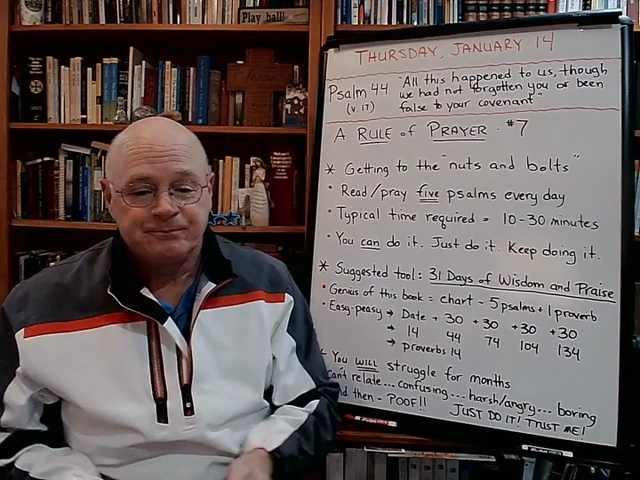 Play ball!
THURSDAY, JANUARY 14
Psalm 44 "All this happened to us, though
(v 17) we had not forgotten you or been
false to your covenant"
A RULE of PRAYER - #7
* Getting to the "nuts and bolts"
• Read/pray five psalms every day
• Typical time required = 10-30 minutes
• You can do it. Just do it. Keep doing it.
* Suggested tool: 31 Days of Wisdom and Praise
• Genius of this book = chart - 5 psalms + 1 proverb
• Easy-peasy → Date + 30 + 30 + 30 + 30
→ 14 44 74 104 134
→ proverbs 14
* You WILL struggle for months
can't relate... confusing... harsh/angry... boring
and then - POOF!! JUST DO IT! TRUST ME!